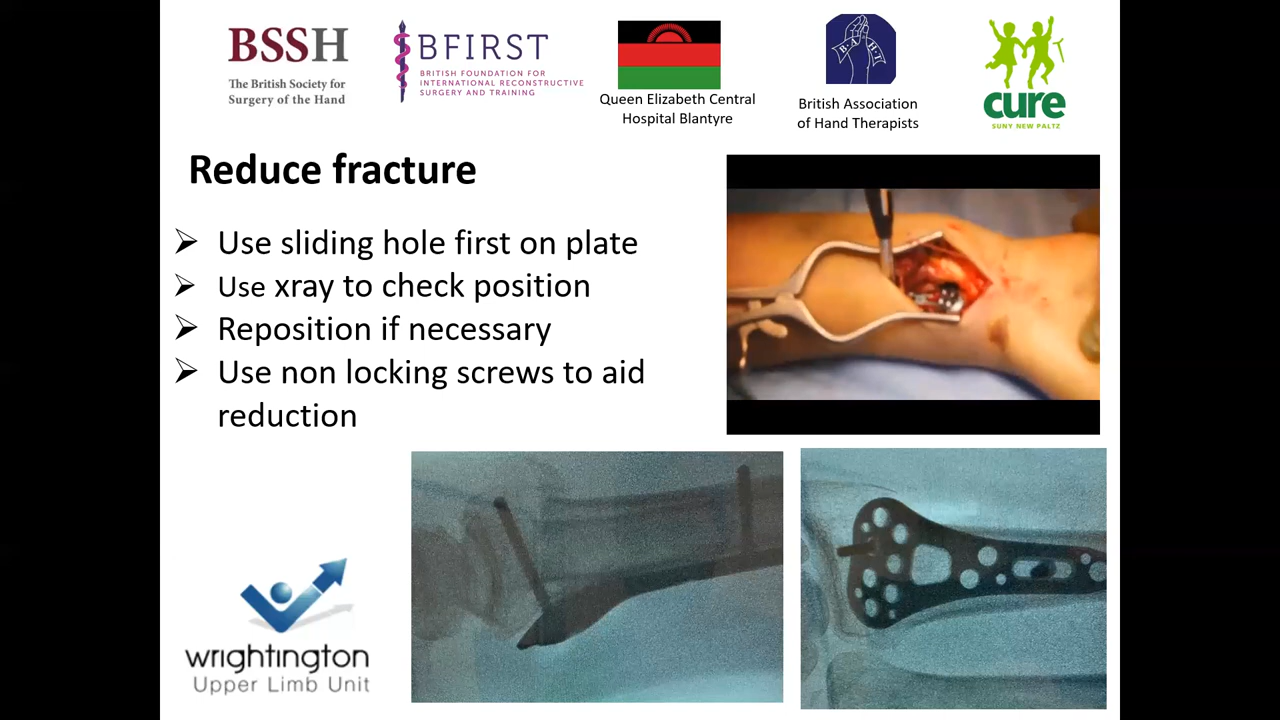 BSSH
The British Society for
Surgery of the Hand
BFIRST
BRITISH FOUNDATION FOR
INTERNATIONAL RECONSTRUCTIVE
SURGERY AND TRAINING
Queen Elizabeth Central
Hospital Blantyre
B A H T
British Association
of Hand Therapists
cure
SUNY NEW PALTZ
Reduce fracture
Use sliding hole first on plate
Use xray to check position
Reposition if necessary
Use non locking screws to aid
reduction
wrightington
Upper Limb Unit